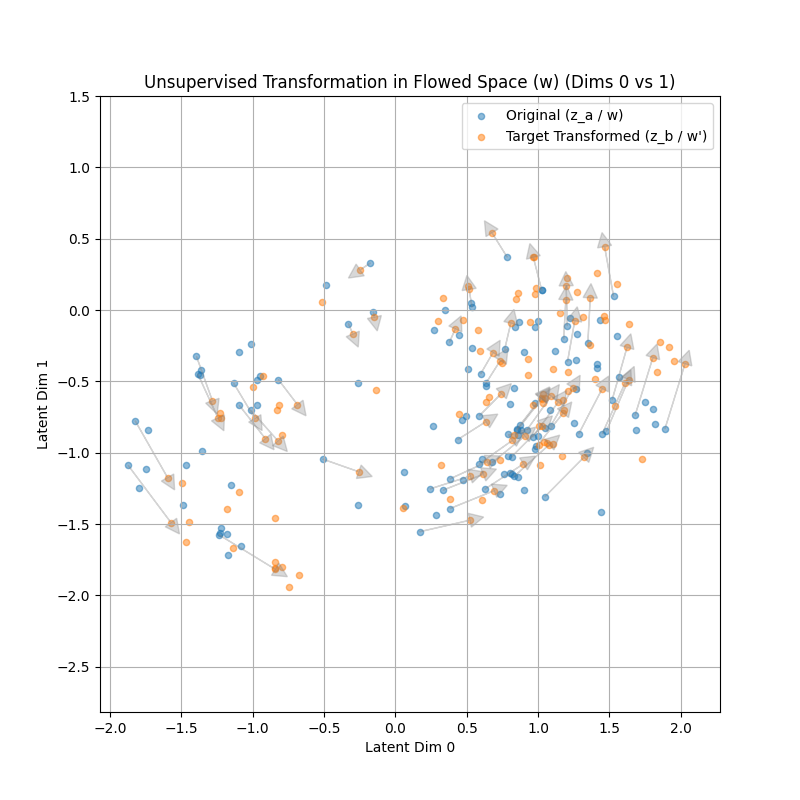 Unsupervised Transformation in Flowed Space (w) (Dims 0 vs 1)
Original (z_a / w)
Target Transformed (z_b / w')
1.5
1.0
0.5
0.0
−0.5
−1.0
−1.5
−2.0
−2.5
Latent Dim 1
−2.0 −1.5 −1.0 −0.5 0.0 0.5 1.0 1.5 2.0
Latent Dim 0